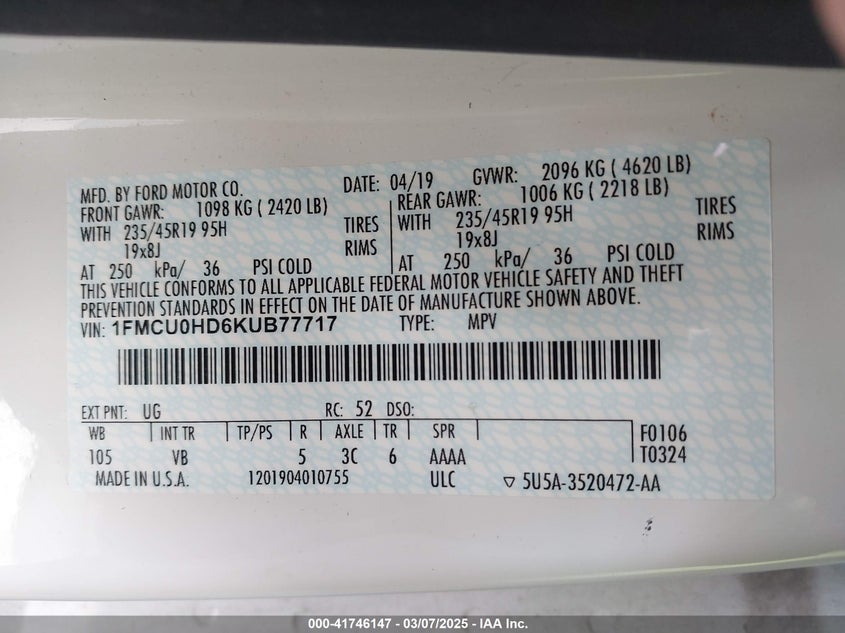 MFD. BY FORD MOTOR CO. DATE: 04/19 GVWR: 2096 KG ( 4620 LB)
FRONT GAWR: 1098 KG ( 2420 LB) REAR GAWR: 1006 KG ( 2218 LB)
WITH 235/45R19 95H TIRES WITH 235/45R19 95H TIRES
19x8J RIMS 19x8J RIMS
AT 250 kPa/ 36 PSI COLD AT 250 kPa/ 36 PSI COLD
THIS VEHICLE CONFORMS TO ALL APPLICABLE FEDERAL MOTOR VEHICLE SAFETY AND THEFT
PREVENTION STANDARDS IN EFFECT ON THE DATE OF MANUFACTURE SHOWN ABOVE.
VIN: 1FMCU0HD6KUB77717 TYPE: MPV
EXT PNT: UG RC: 52 DSO:
WB INT TR TP/PS R AXLE TR SPR F0106
105 VB 5 3C 6 AAAA T0324
MADE IN U.S.A. 1201904010755 ULC ▽ 5U5A-3520472-AA
000-41746147 - 03/07/2025 - IAA Inc.